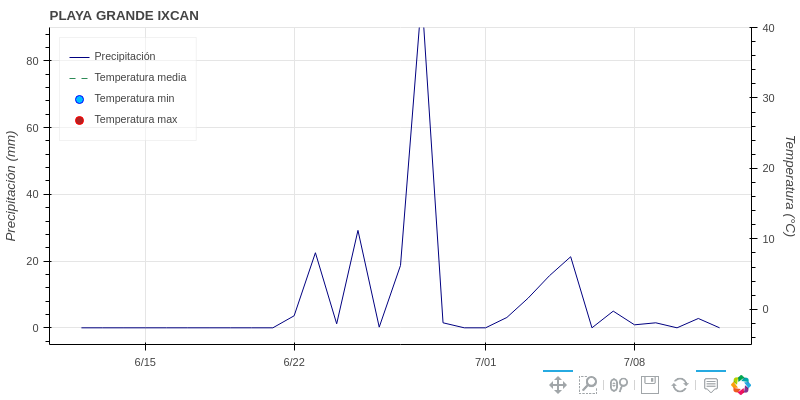 PLAYA GRANDE IXCAN
Precipitación
Temperatura media
Temperatura min
Temperatura max
Precipitación (mm)
80
60
40
20
0
Temperatura (°C)
40
30
20
10
0
6/15
6/22
7/01
7/08